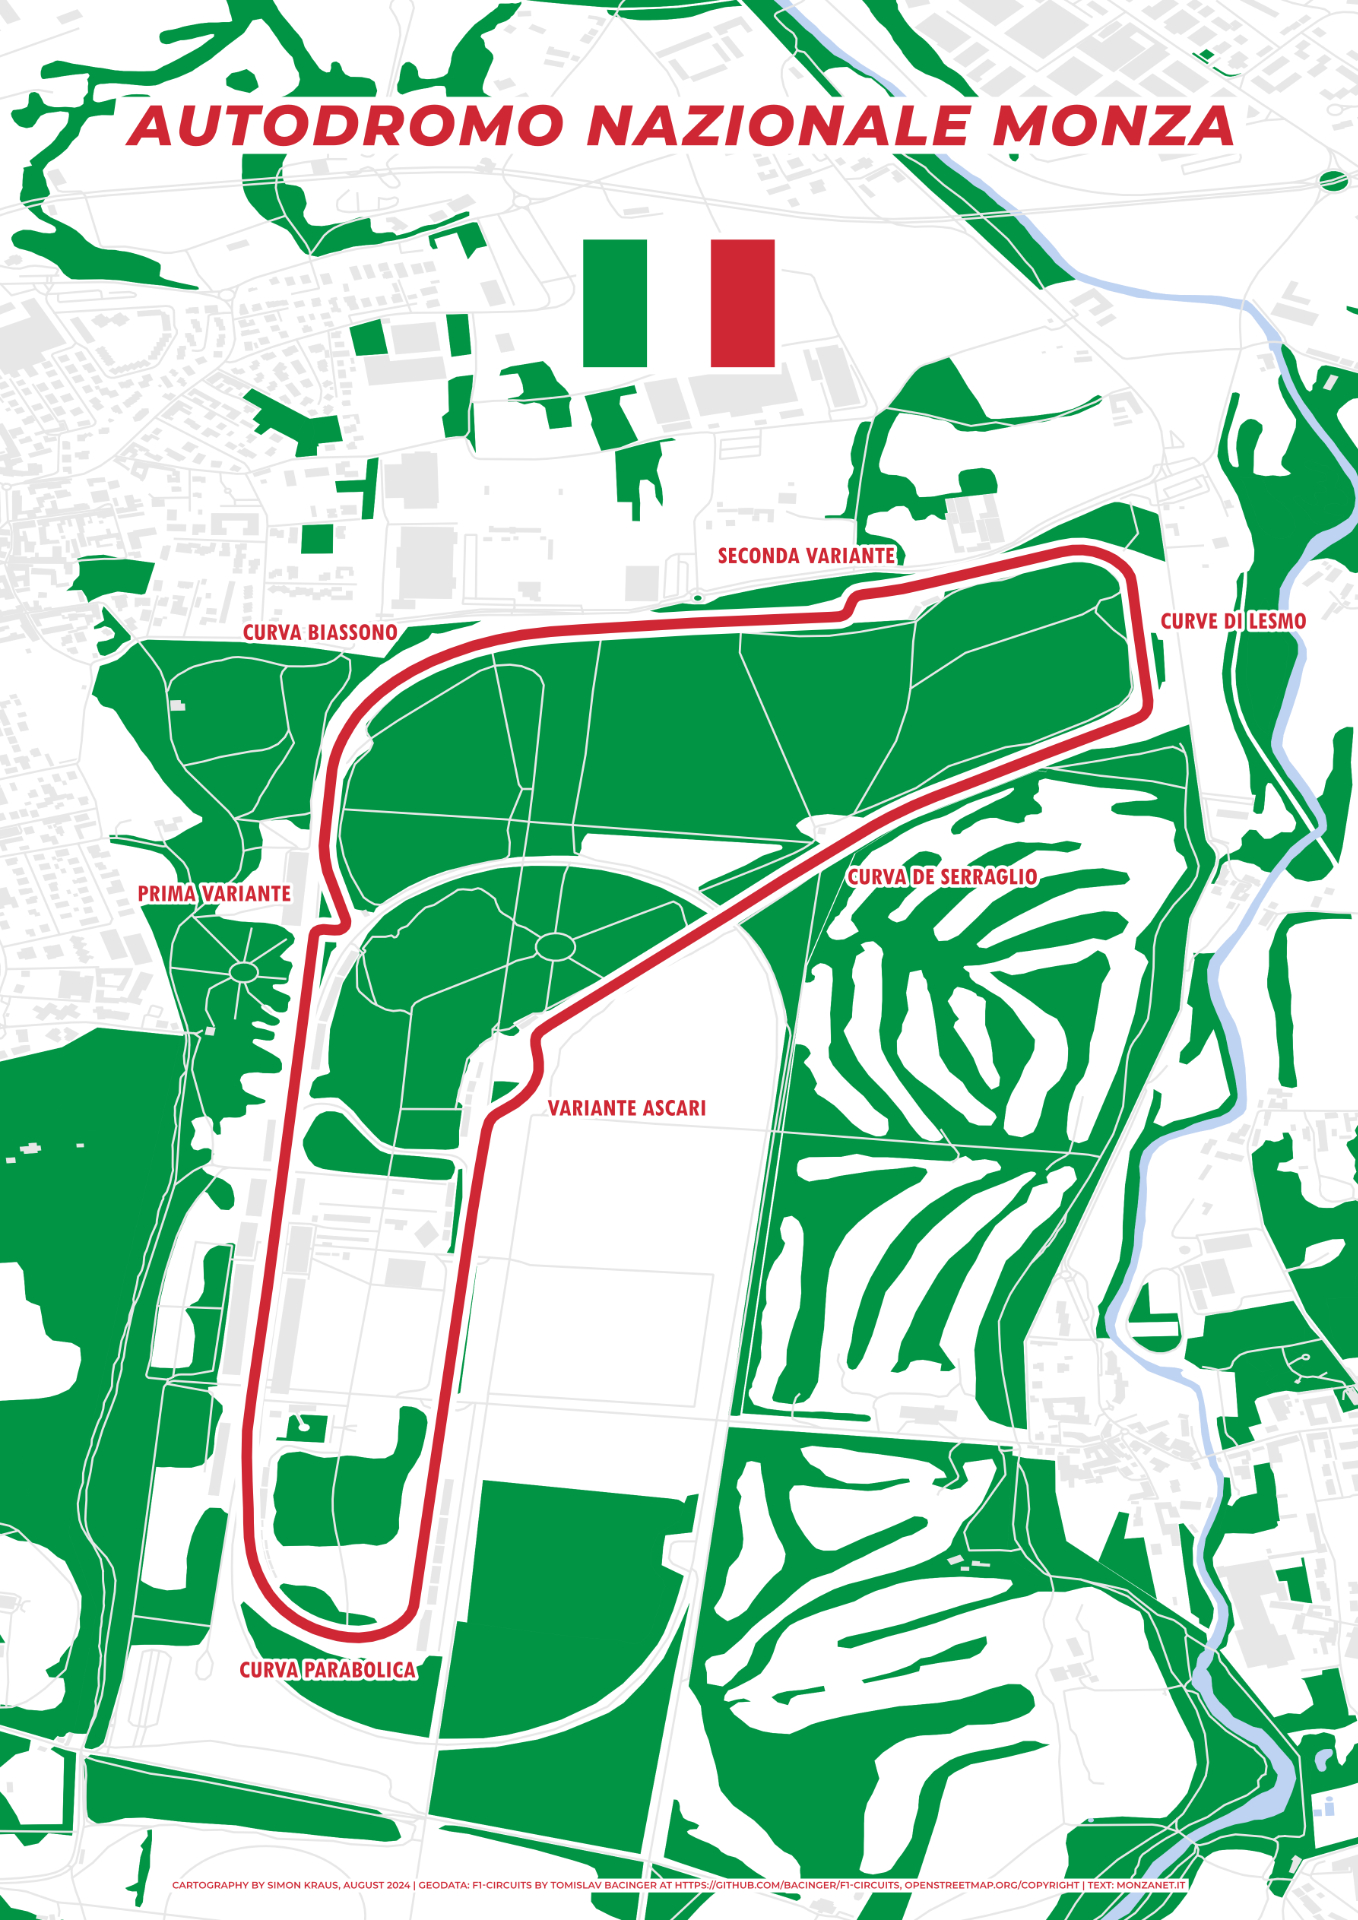 AUTODROMO NAZIONALE MONZA
SECONDA VARIANTE
CURVA BIASSONO
CURVE DI LESMO
PRIMA VARIANTE
CURVA DE SERRAGLIO
VARIANTE ASCARI
CURVA PARABOLICA
CARTOGRAPHY BY SIMON KRAUS, AUGUST 2024 | GEODATA: F1-CIRCUITS BY TOMISLAV BACINGER AT HTTPS://GITHUB.COM/BACINGER/F1-CIRCUITS, OPENSTREETMAP.ORG/COPYRIGHT | TEXT: MONZANET.IT